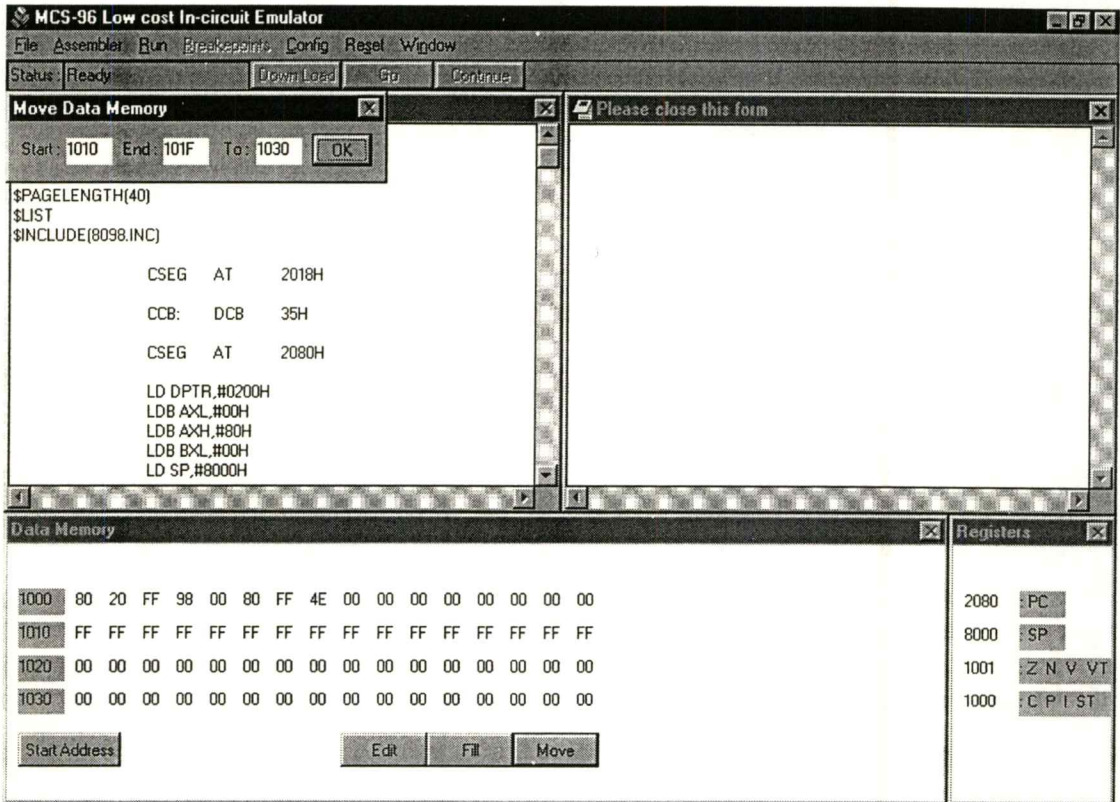 MCS-96 Low cost In-circuit Emulator
File Assembler Run Breakepoints Config Reset Window
Status : Ready Down Load Go Continue
Move Data Memory
Start : 1010 End : 101F To : 1030 OK
$PAGELENGTH(40)
$LIST
$INCLUDE(8098.INC)
CSEG AT 2018H
CCB: DCB 35H
CSEG AT 2080H
LD DPTR,#0200H
LDB AXL,#00H
LDB AXH,#80H
LDB BXL,#00H
LD SP,#8000H
Please close this form
Data Memory
1000 80 20 FF 98 00 80 FF 4E 00 00 00 00 00 00 00 00
1010 FF FF FF FF FF FF FF FF FF FF FF FF FF FF FF FF
1020 00 00 00 00 00 00 00 00 00 00 00 00 00 00 00 00
1030 00 00 00 00 00 00 00 00 00 00 00 00 00 00 00 00
Start Address Edit Fill Move
Registers
2080 : PC
8000 : SP
1001 : Z N V VT
1000 : C P I ST